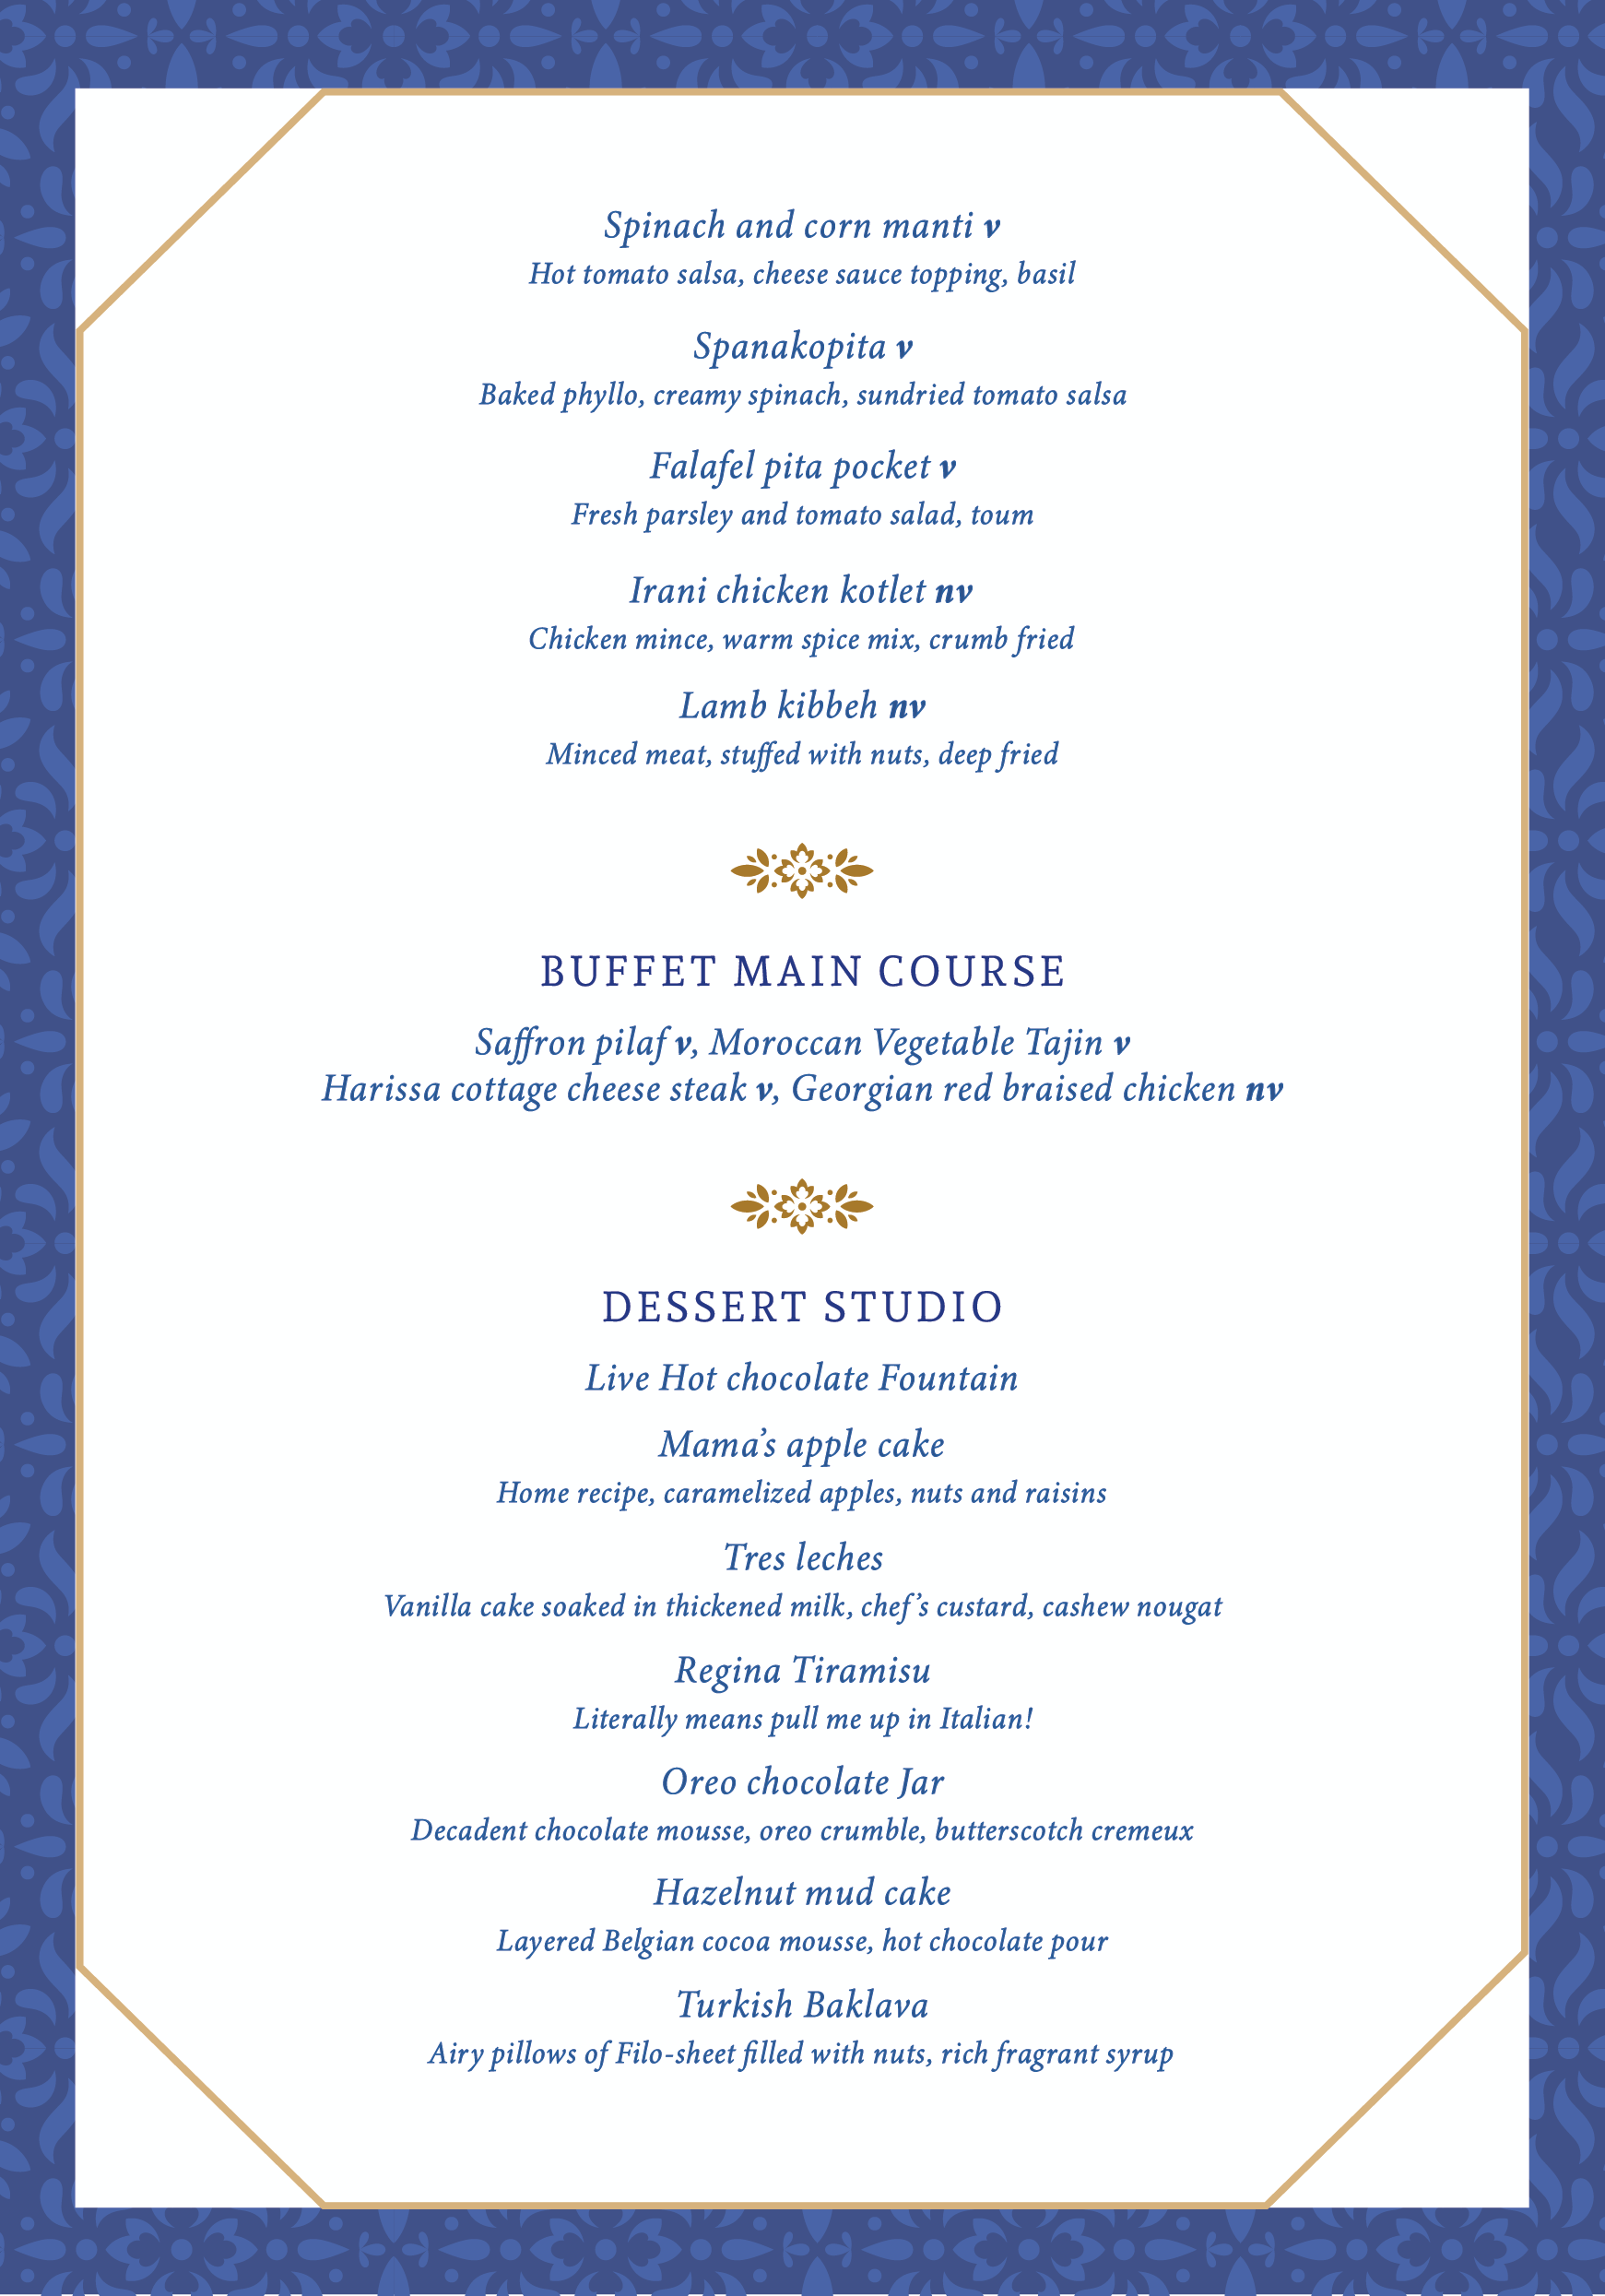 Spinach and corn manti v
Hot tomato salsa, cheese sauce topping, basil
Spanakopita v
Baked phyllo, creamy spinach, sundried tomato salsa
Falafel pita pocket v
Fresh parsley and tomato salad, toum
Irani chicken kotlet nv
Chicken mince, warm spice mix, crumb fried
Lamb kibbeh nv
Minced meat, stuffed with nuts, deep fried
BUFFET MAIN COURSE
Saffron pilaf v, Moroccan Vegetable Tajin v
Harissa cottage cheese steak v, Georgian red braised chicken nv
DESSERT STUDIO
Live Hot chocolate Fountain
Mama’s apple cake
Home recipe, caramelized apples, nuts and raisins
Tres leches
Vanilla cake soaked in thickened milk, chef’s custard, cashew nougat
Regina Tiramisu
Literally means pull me up in Italian!
Oreo chocolate Jar
Decadent chocolate mousse, oreo crumble, butterscotch cremeux
Hazelnut mud cake
Layered Belgian cocoa mousse, hot chocolate pour
Turkish Baklava
Airy pillows of Filo-sheet filled with nuts, rich fragrant syrup